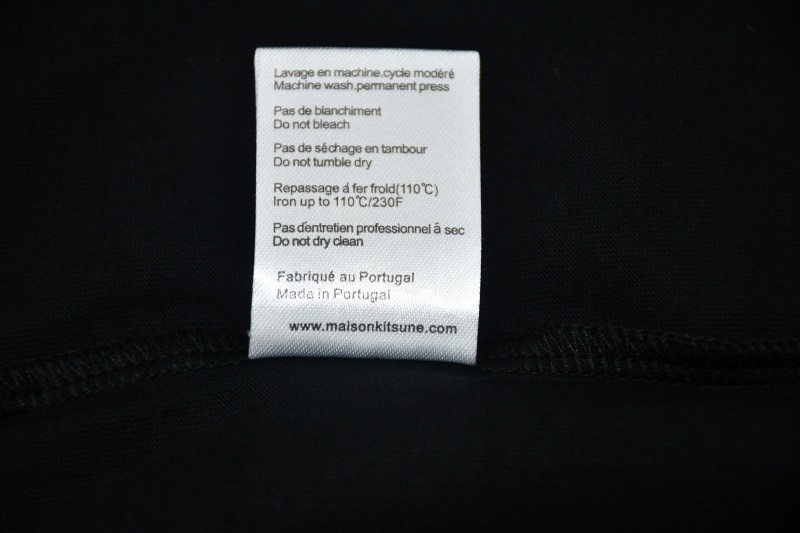 Lavage en machine.cycle modéré
Machine wash.permanent press
Pas de blanchiment
Do not bleach
Pas de séchage en tambour
Do not tumble dry
Repassage á fer frold(110℃)
Iron up to 110℃/230F
Pas d'entretien professionnel â sec
Do not dry clean
Fabriqué au Portugal
Made in Portugal
www.maisonkitsune.com